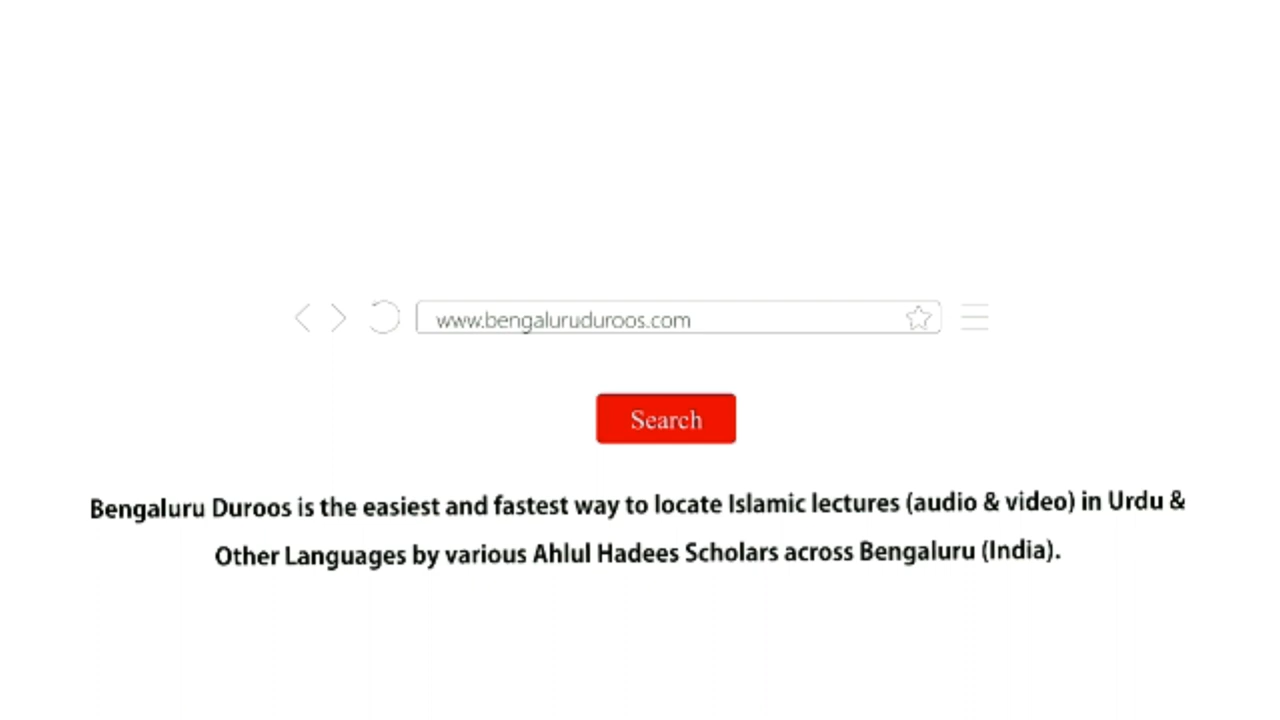 www.bengaluruduroos.com
Search
Bengaluru Duroos is the easiest and fastest way to locate Islamic lectures (audio & video) in Urdu &
Other Languages by various Ahlul Hadees Scholars across Bengaluru (India).